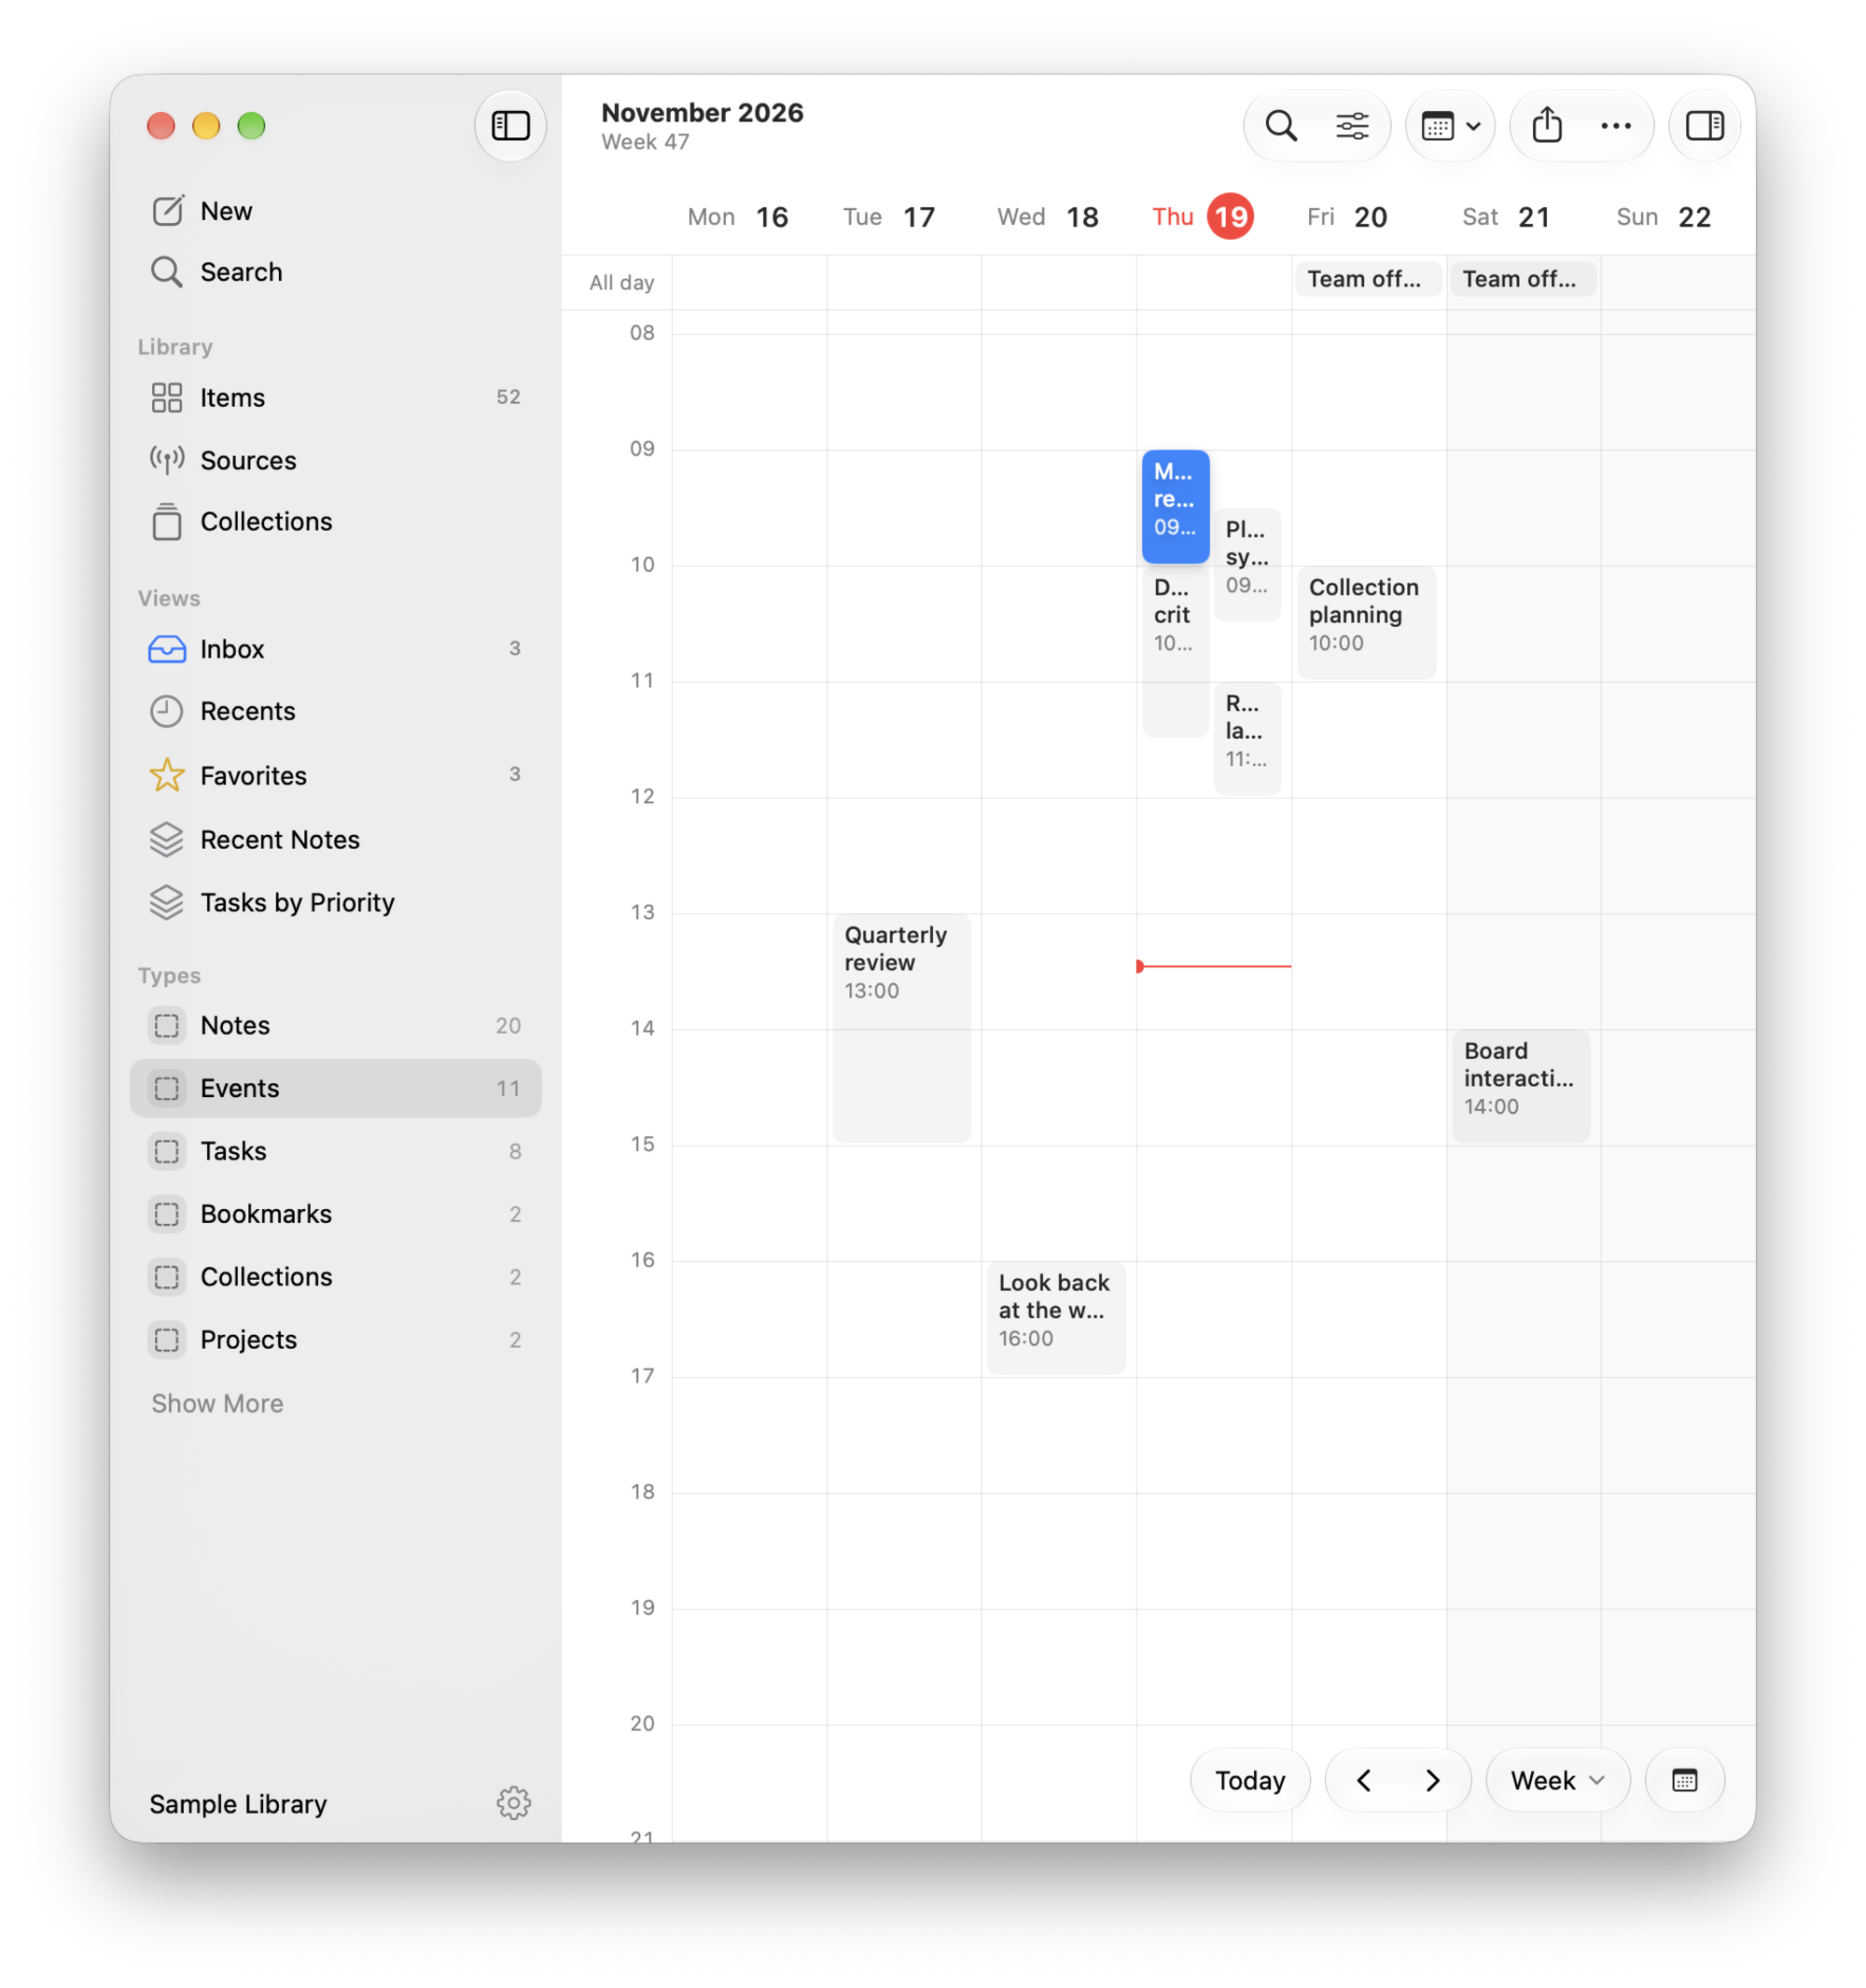 New
Search
Library
Items 52
Sources
Collections
Views
Inbox 3
Recents
Favorites 3
Recent Notes
Tasks by Priority
Types
Notes 20
Events 11
Tasks 8
Bookmarks 2
Collections 2
Projects 2
Show More
Sample Library
November 2026
Week 47
Mon 16 Tue 17 Wed 18 Thu 19 Fri 20 Sat 21 Sun 22
All day
Team off...
Team off...
08
09
10
11
12
13
14
15
16
17
18
19
20
21
Quarterly
review
13:00
Look back
at the w...
16:00
M...
re...
09...
Pl...
sy...
09...
D...
crit
10...
R...
la...
11:...
Collection
planning
10:00
Board
interacti...
14:00
Today
Week